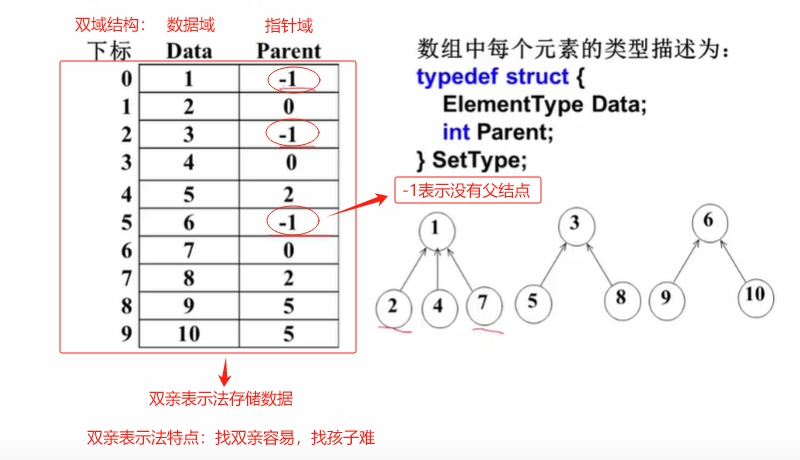 双域结构: 数据域 指针域
下标 Data Parent
0 1 -1
1 2 0
2 3 -1
3 4 0
4 5 2
5 6 -1
6 7 0
7 8 2
8 9 5
9 10 5
双亲表示法存储数据
双亲表示法特点：找双亲容易，找孩子难
数组中每个元素的类型描述为：
typedef struct {
ElementType Data;
int Parent;
} SetType;
-1表示没有父结点
1 3 6
2 4 7 5 8 9 10